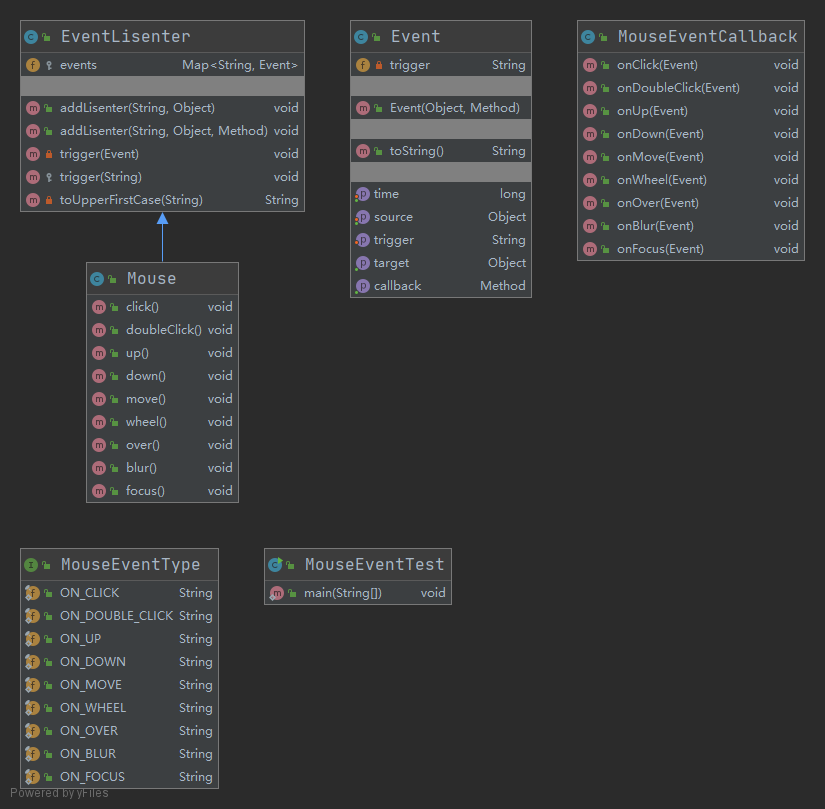 EventLisenter
events Map<String, Event>
addLisenter(String, Object) void
addLisenter(String, Object, Method) void
trigger(Event) void
trigger(String) void
toUpperFirstCase(String) String
Event
trigger String
Event(Object, Method)
toString() String
time long
source Object
trigger String
target Object
callback Method
MouseEventCallback
onClick(Event) void
onDoubleClick(Event) void
onUp(Event) void
onDown(Event) void
onMove(Event) void
onWheel(Event) void
onOver(Event) void
onBlur(Event) void
onFocus(Event) void
Mouse
click() void
doubleClick() void
up() void
down() void
move() void
wheel() void
over() void
blur() void
focus() void
MouseEventType
ON_CLICK String
ON_DOUBLE_CLICK String
ON_UP String
ON_DOWN String
ON_MOVE String
ON_WHEEL String
ON_OVER String
ON_BLUR String
ON_FOCUS String
MouseEventTest
main(String[]) void
Powered by yFiles